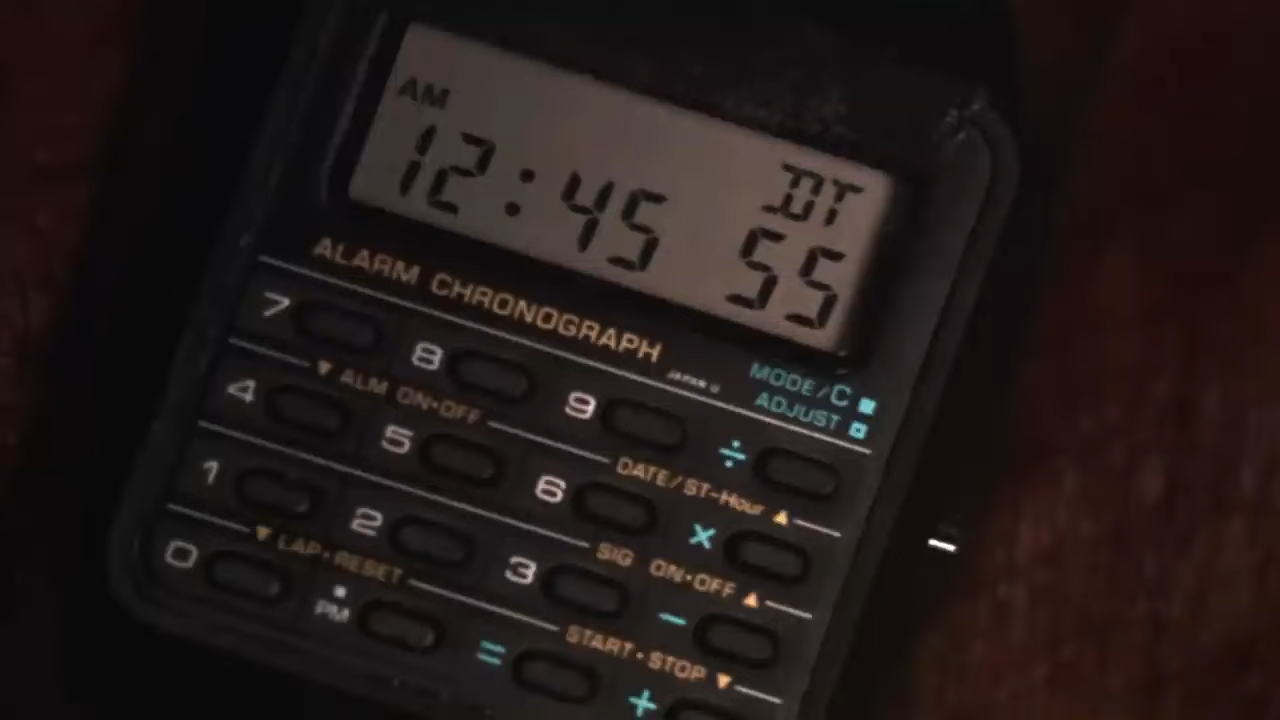 AM
DT
12:45 55
ALARM CHRONOGRAPH
JAPAN U
MODE/C
ADJUST
7 8 9 ÷
▼ ALM ON•OFF
DATE/ST-Hour ▲
4 5 6 ×
SIG ON•OFF ▲
1 2 3 −
▼ LAP•RESET
START•STOP ▼
0 • PM = +